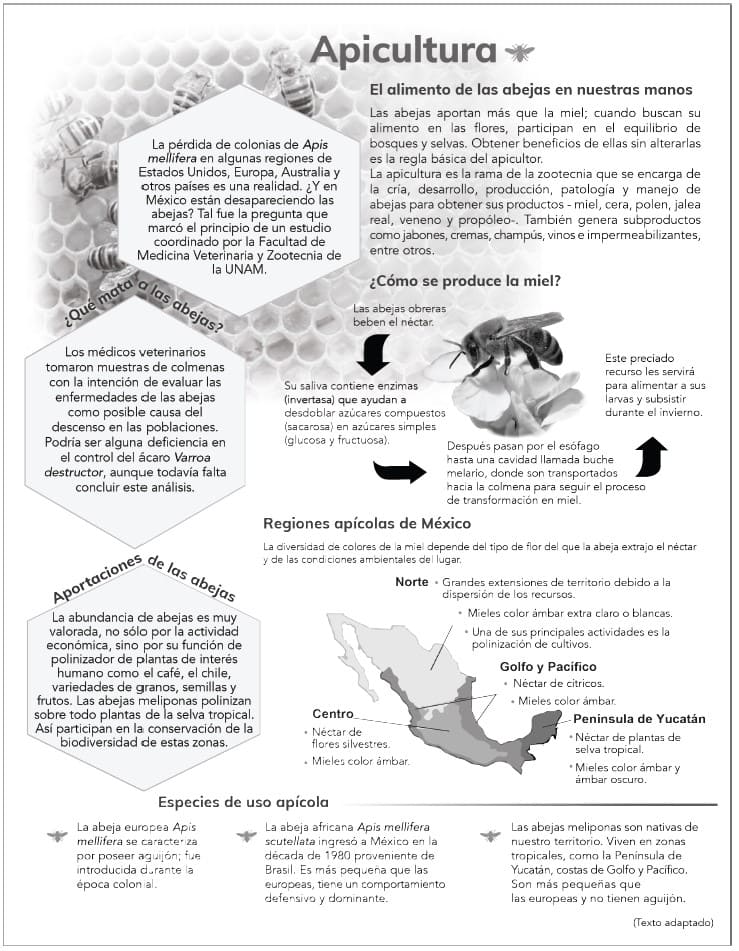 Apicultura
El alimento de las abejas en nuestras manos
Las abejas aportan más que la miel; cuando buscan su
alimento en las flores, participan en el equilibrio de
bosques y selvas. Obtener beneficios de ellas sin alterarlas
es la regla básica del apicultor.
La apicultura es la rama de la zootecnia que se encarga de
la cría, desarrollo, producción, patología y manejo de
abejas para obtener sus productos - miel, cera, polen, jalea
real, veneno y propóleo-. También genera subproductos
como jabones, cremas, champús, vinos e impermeabilizantes,
entre otros.
La pérdida de colonias de Apis
mellifera en algunas regiones de
Estados Unidos, Europa, Australia y
otros países es una realidad. ¿Y en
México están desapareciendo las
abejas? Tal fue la pregunta que
marcó el principio de un estudio
coordinado por la Facultad de
Medicina Veterinaria y Zootecnia de
la UNAM.
¿Qué mata a las abejas?
Los médicos veterinarios
tomaron muestras de colmenas
con la intención de evaluar las
enfermedades de las abejas
como posible causa del
descenso en las poblaciones.
Podría ser alguna deficiencia en
el control del ácaro Varroa
destructor, aunque todavía falta
concluir este análisis.
¿Cómo se produce la miel?
Las abejas obreras
beben el néctar.
Su saliva contiene enzimas
(invertasa) que ayudan a
desdoblar azúcares compuestos
(sacarosa) en azúcares simples
(glucosa y fructuosa).
Después pasan por el esófago
hasta una cavidad llamada buche
melario, donde son transportados
hacia la colmena para seguir el proceso
de transformación en miel.
Este preciado
recurso les servirá
para alimentar a sus
larvas y subsistir
durante el invierno.
Aportaciones de las abejas
La abundancia de abejas es muy
valorada, no sólo por la actividad
económica, sino por su función de
polinizador de plantas de interés
humano como el café, el chile,
variedades de granos, semillas y
frutos. Las abejas meliponas polinizan
sobre todo plantas de la selva tropical.
Así participan en la conservación de la
biodiversidad de estas zonas.
Regiones apícolas de México
La diversidad de colores de la miel depende del tipo de flor del que la abeja extrajo el néctar
y de las condiciones ambientales del lugar.
Norte • Grandes extensiones de territorio debido a la
dispersión de los recursos.
• Mieles color ámbar extra claro o blancas.
• Una de sus principales actividades es la
polinización de cultivos.
Golfo y Pacífico
• Néctar de cítricos.
• Mieles color ámbar.
Centro
• Néctar de
flores silvestres.
• Mieles color ámbar.
Península de Yucatán
• Néctar de plantas de
selva tropical.
• Mieles color ámbar y
ámbar oscuro.
Especies de uso apícola
La abeja europea Apis
mellifera se caracteriza
por poseer aguijón; fue
introducida durante la
época colonial.
La abeja africana Apis mellifera
scutellata ingresó a México en la
década de 1980 proveniente de
Brasil. Es más pequeña que las
europeas, tiene un comportamiento
defensivo y dominante.
Las abejas meliponas son nativas de
nuestro territorio. Viven en zonas
tropicales, como la Península de
Yucatán, costas de Golfo y Pacífico.
Son más pequeñas que
las europeas y no tienen aguijón.
(Texto adaptado)